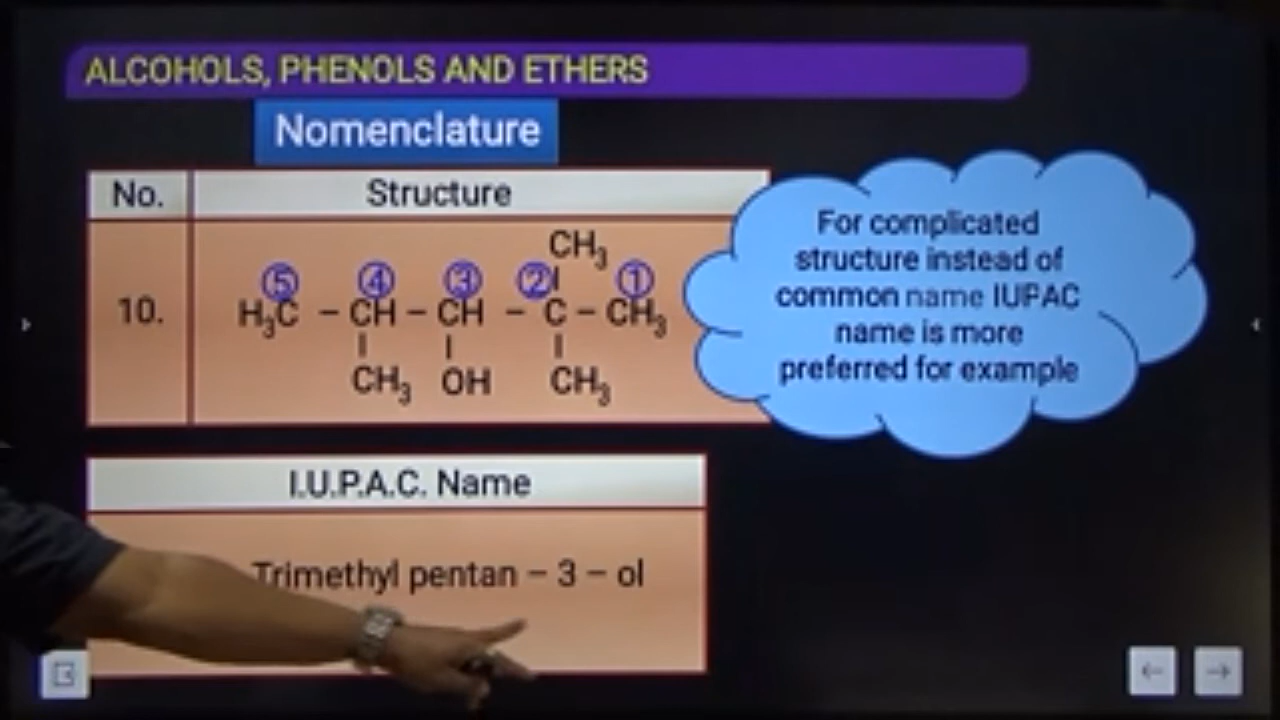 ALCOHOLS, PHENOLS AND ETHERS
Nomenclature
No. Structure
CH₃
⑤ ④ ③ ② ①
10. H₃C – CH – CH – C – CH₃
CH₃ OH CH₃
For complicated
structure instead of
common name IUPAC
name is more
preferred for example
I.U.P.A.C. Name
Trimethyl pentan – 3 – ol